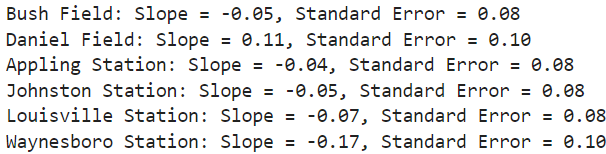 Bush Field: Slope = -0.05, Standard Error = 0.08
Daniel Field: Slope = 0.11, Standard Error = 0.10
Appling Station: Slope = -0.04, Standard Error = 0.08
Johnston Station: Slope = -0.05, Standard Error = 0.08
Louisville Station: Slope = -0.07, Standard Error = 0.08
Waynesboro Station: Slope = -0.17, Standard Error = 0.10